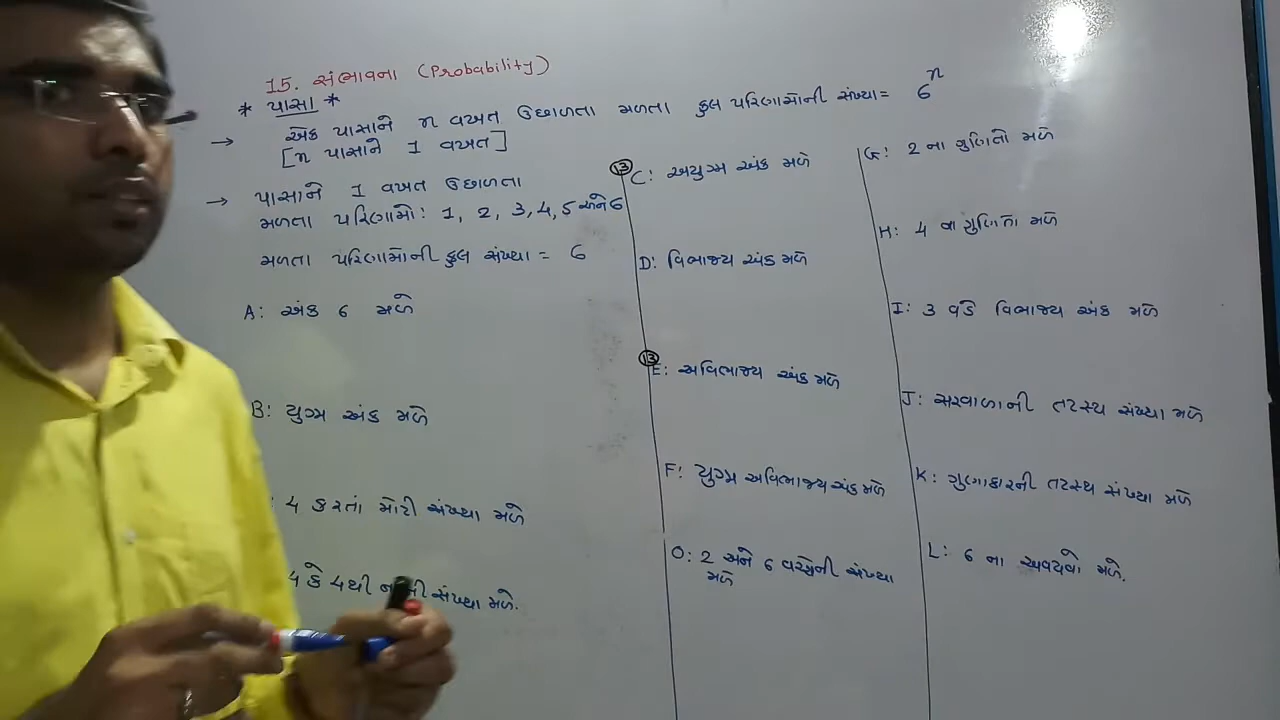 15. સંભાવના (Probability)
* પાસા *
→ એક પાસાને n વખત ઉછાળતા મળતા કુલ પરિણામોની સંખ્યા = 6ⁿ
[n પાસાને 1 વખત]
→ પાસાને 1 વખત ઉછાળતા
મળતા પરિણામો: 1, 2, 3, 4, 5 અને 6
મળતા પરિણામોની કુલ સંખ્યા = 6
A: અંક 6 મળે
B: યુગ્મ અંક મળે
: 4 કરતાં મોટી સંખ્યા મળે
4 કે 4થી સંખ્યા મળે.
13
C: અયુગ્મ અંક મળે
D: વિભાજ્ય અંક મળે
13
E: અવિભાજ્ય અંક મળે
F: યુગ્મ અવિભાજ્ય અંક મળે
O: 2 અને 6 વચ્ચેની સંખ્યા
મળે
G: 2 ના ગુણિતો મળે
H: 4 ના ગુણિતો મળે
I: 3 વડે વિભાજ્ય અંક મળે
J: સરવાળાની તટસ્થ સંખ્યા મળે
K: ગુણાકારની તટસ્થ સંખ્યા મળે
L: 6 ના અવયવો મળે.